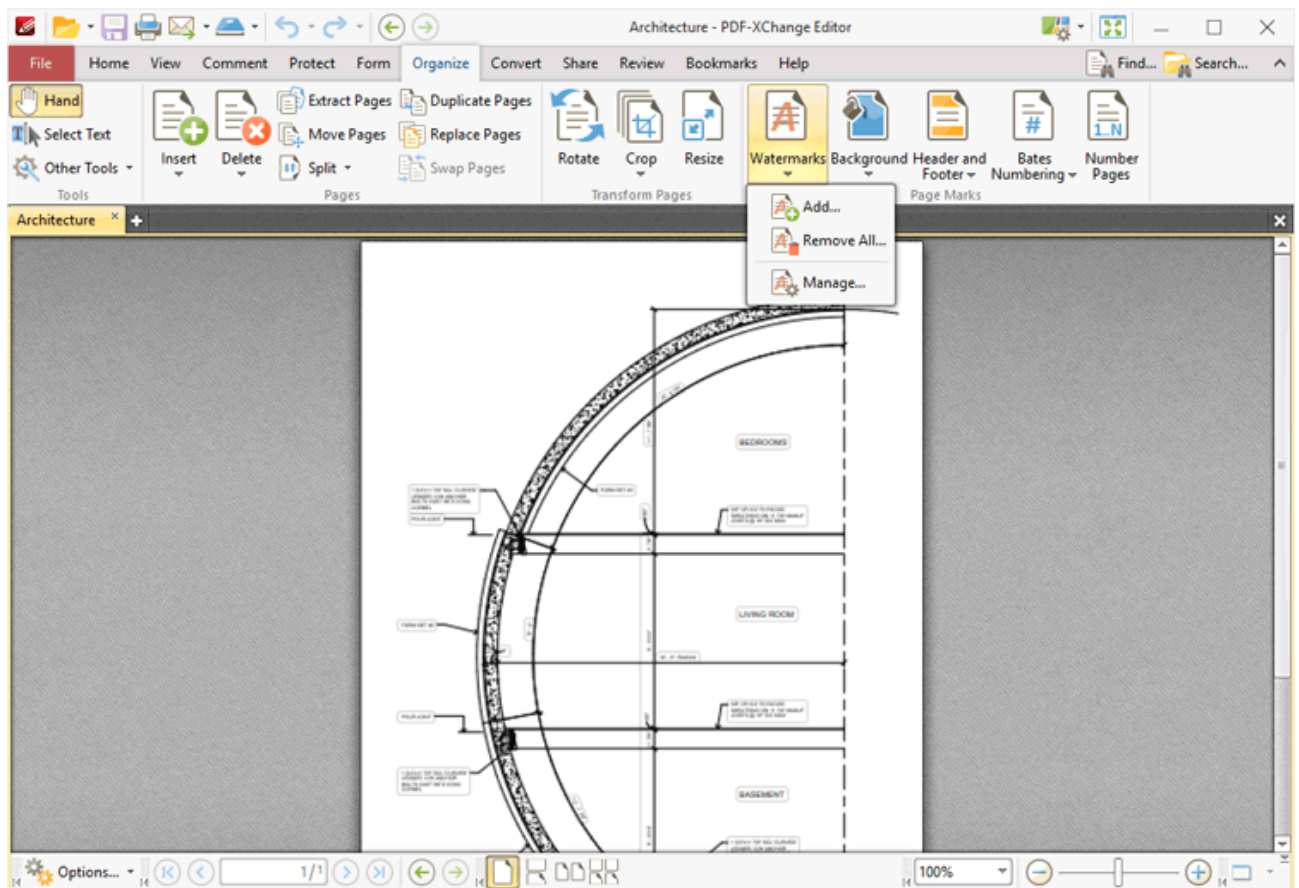 Architecture - PDF-XChange Editor
File Home View Comment Protect Form Organize Convert Share Review Bookmarks Help Find... Search...
Hand
Select Text
Other Tools
Tools
Insert
Delete
Extract Pages
Move Pages
Split
Duplicate Pages
Replace Pages
Swap Pages
Pages
Rotate
Crop
Resize
Transform Pages
Watermarks
Background
Header and
Footer
Bates
Numbering
Number
Pages
Page Marks
Add...
Remove All...
Manage...
Architecture
BEDROOMS
LIVING ROOM
BASEMENT
Options...
1/1
100%